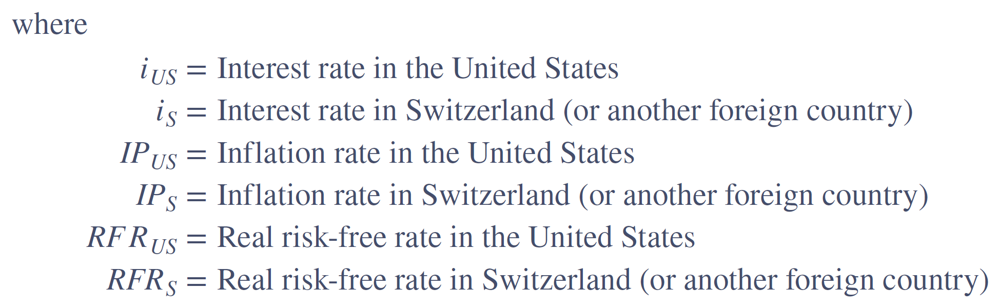 where
i_US = Interest rate in the United States
i_S = Interest rate in Switzerland (or another foreign country)
IP_US = Inflation rate in the United States
IP_S = Inflation rate in Switzerland (or another foreign country)
RFR_US = Real risk-free rate in the United States
RFR_S = Real risk-free rate in Switzerland (or another foreign country)